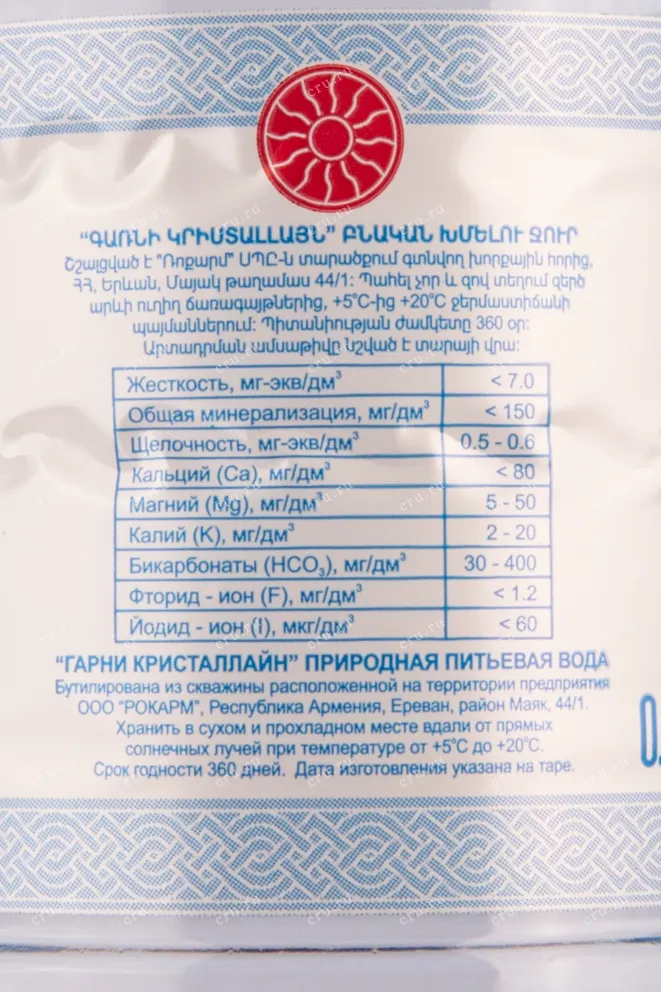 “ԳԱՌՆԻ ԿՐԻՍՏԱԼԼԱՅՆ” ԲՆԱԿԱՆ ԽՄԵԼՈՒ ՋՈՒՐ
Շշալցված է "Ռոքարմ" ՍՊԸ-ն տարածքում գտնվող խորքային հորից,
ՀՀ, Երևան, Մայակ թաղամաս 44/1: Պահել չոր և զով տեղում զերծ
արևի ուղիղ ճառագայթներից, +5°C-ից +20°C ջերմաստիճանի
պայմաններում: Պիտանիության ժամկետը 360 օր:
Արտադրման ամսաթիվը նշված է տարայի վրա:
Жесткость, мг-экв/дм³ < 7.0
Общая минерализация, мг/дм³ < 150
Щелочность, мг-экв/дм³ 0.5 - 0.6
Кальций (Ca), мг/дм³ < 80
Магний (Mg), мг/дм³ 5 - 50
Калий (K), мг/дм³ 2 - 20
Бикарбонаты (HCO₃), мг/дм³ 30 - 400
Фторид - ион (F), мг/дм³ < 1.2
Йодид - ион (I), мкг/дм³ < 60
“ГАРНИ КРИСТАЛЛАЙН” ПРИРОДНАЯ ПИТЬЕВАЯ ВОДА
Бутилирована из скважины расположенной на территории предприятия
ООО “РОКАРМ”, Республика Армения, Ереван, район Маяк, 44/1.
Хранить в сухом и прохладном месте вдали от прямых
солнечных лучей при температуре от +5°C до +20°C.
Срок годности 360 дней. Дата изготовления указана на таре.
cru.ru